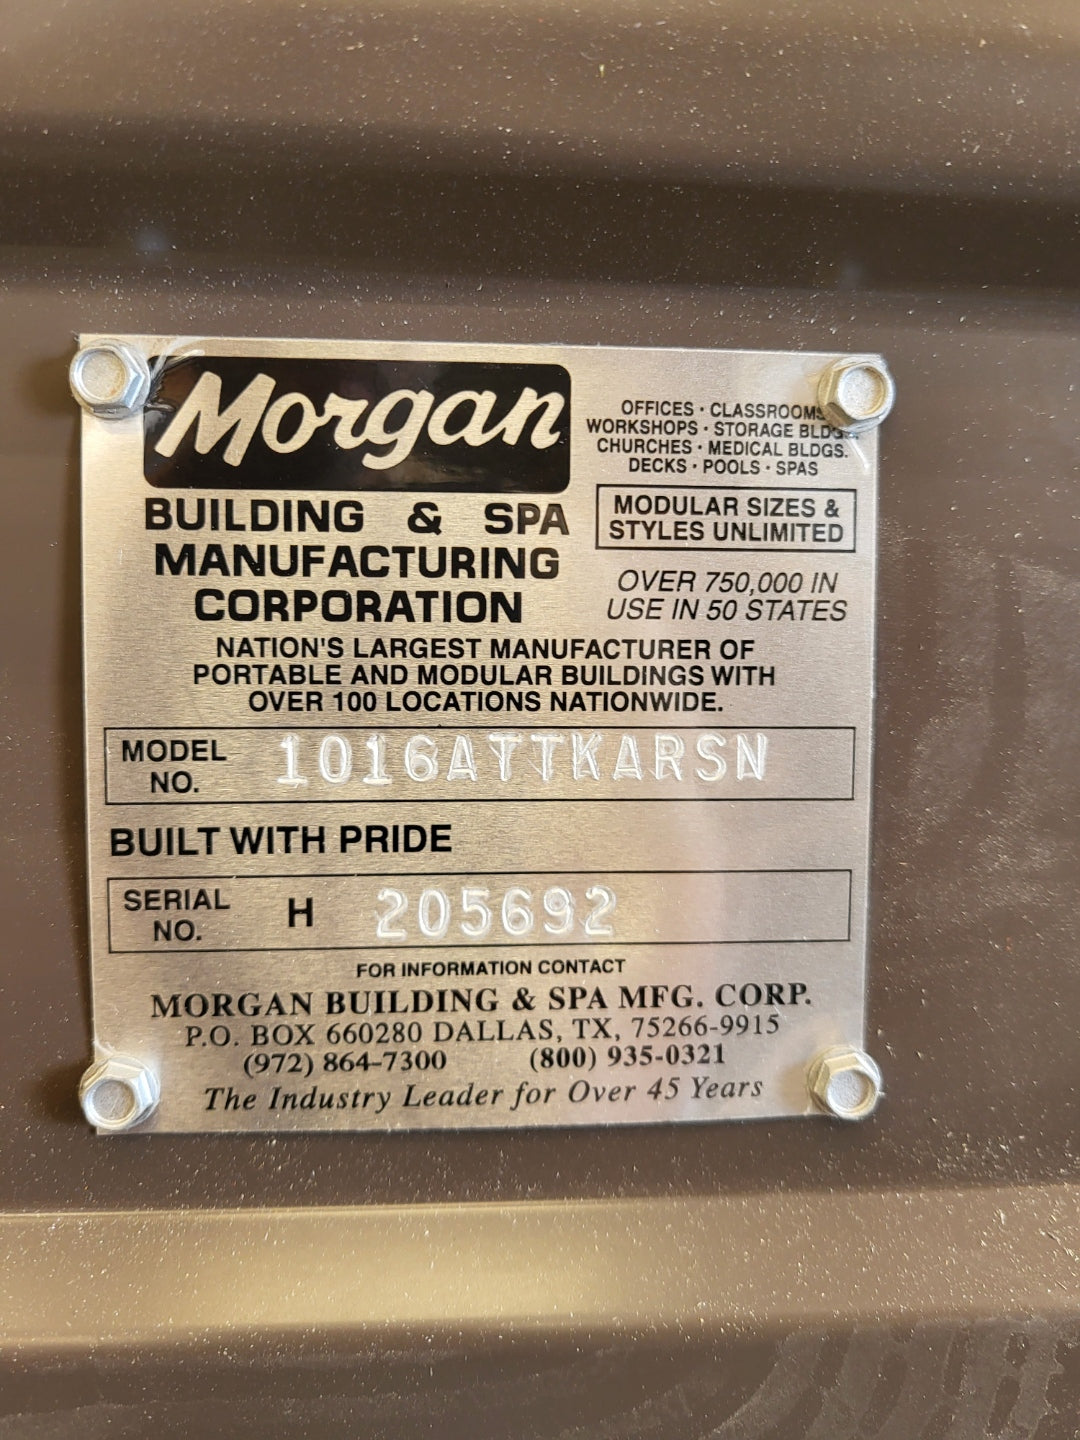 Morgan
BUILDING & SPA
MANUFACTURING
CORPORATION
OFFICES · CLASSROOMS
WORKSHOPS · STORAGE BLDGS.
CHURCHES · MEDICAL BLDGS.
DECKS · POOLS · SPAS
MODULAR SIZES &
STYLES UNLIMITED
OVER 750,000 IN
USE IN 50 STATES
NATION'S LARGEST MANUFACTURER OF
PORTABLE AND MODULAR BUILDINGS WITH
OVER 100 LOCATIONS NATIONWIDE.
MODEL NO. 1016ATTKARSN
BUILT WITH PRIDE
SERIAL NO. H 205692
FOR INFORMATION CONTACT
MORGAN BUILDING & SPA MFG. CORP.
P.O. BOX 660280 DALLAS, TX, 75266-9915
(972) 864-7300 (800) 935-0321
The Industry Leader for Over 45 Years